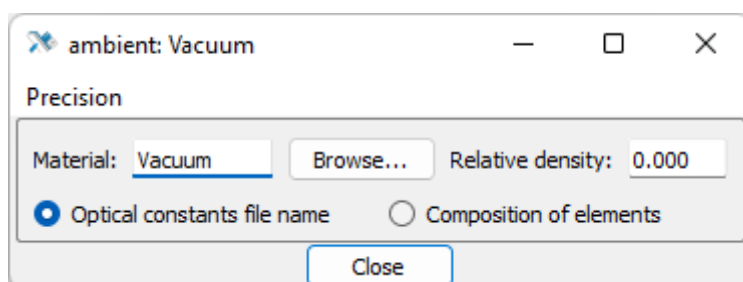 ambient: Vacuum
Precision
Material: Vacuum Browse... Relative density: 0.000
Optical constants file name Composition of elements
Close